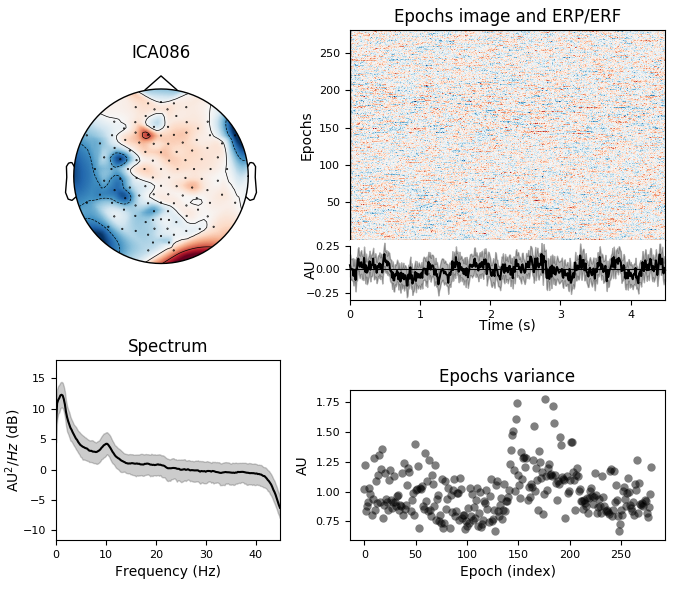 ICA086
Epochs image and ERP/ERF
Epochs
250
200
150
100
50
AU
0.25
0.00
−0.25
0 1 2 3 4
Time (s)
Spectrum
AU²/Hz (dB)
15
10
5
0
−5
−10
0 10 20 30 40
Frequency (Hz)
Epochs variance
AU
1.75
1.50
1.25
1.00
0.75
0 50 100 150 200 250
Epoch (index)